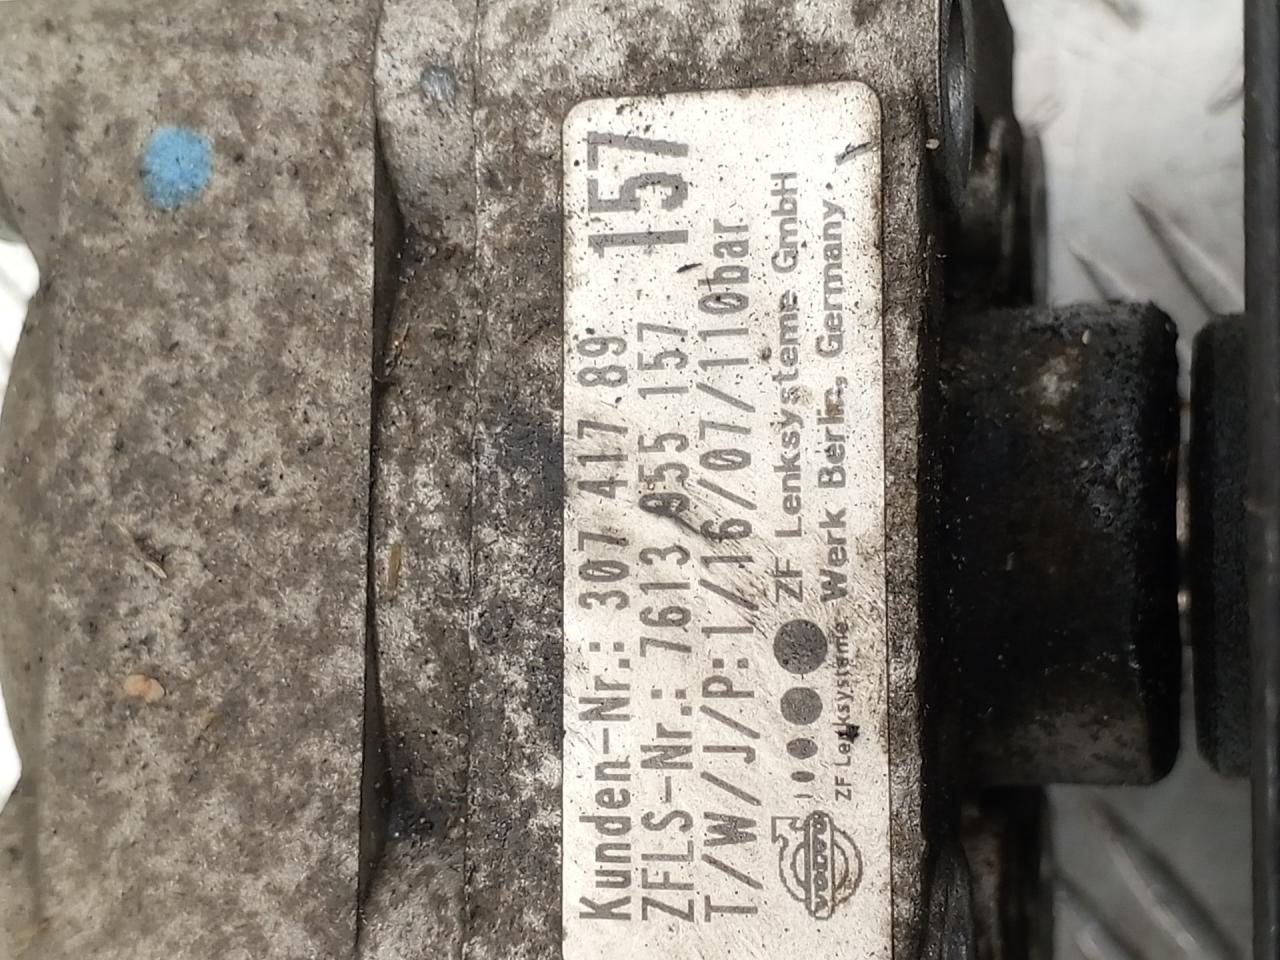 Kunden-Nr.: 307 417 89
157
ZFLS-Nr.: 7613 955 157
T/W/J/P:1/16/07/110bar
ZF Lenksysteme GmbH
Werk Berlin, Germany
ZF Lenksysteme
VOLVO